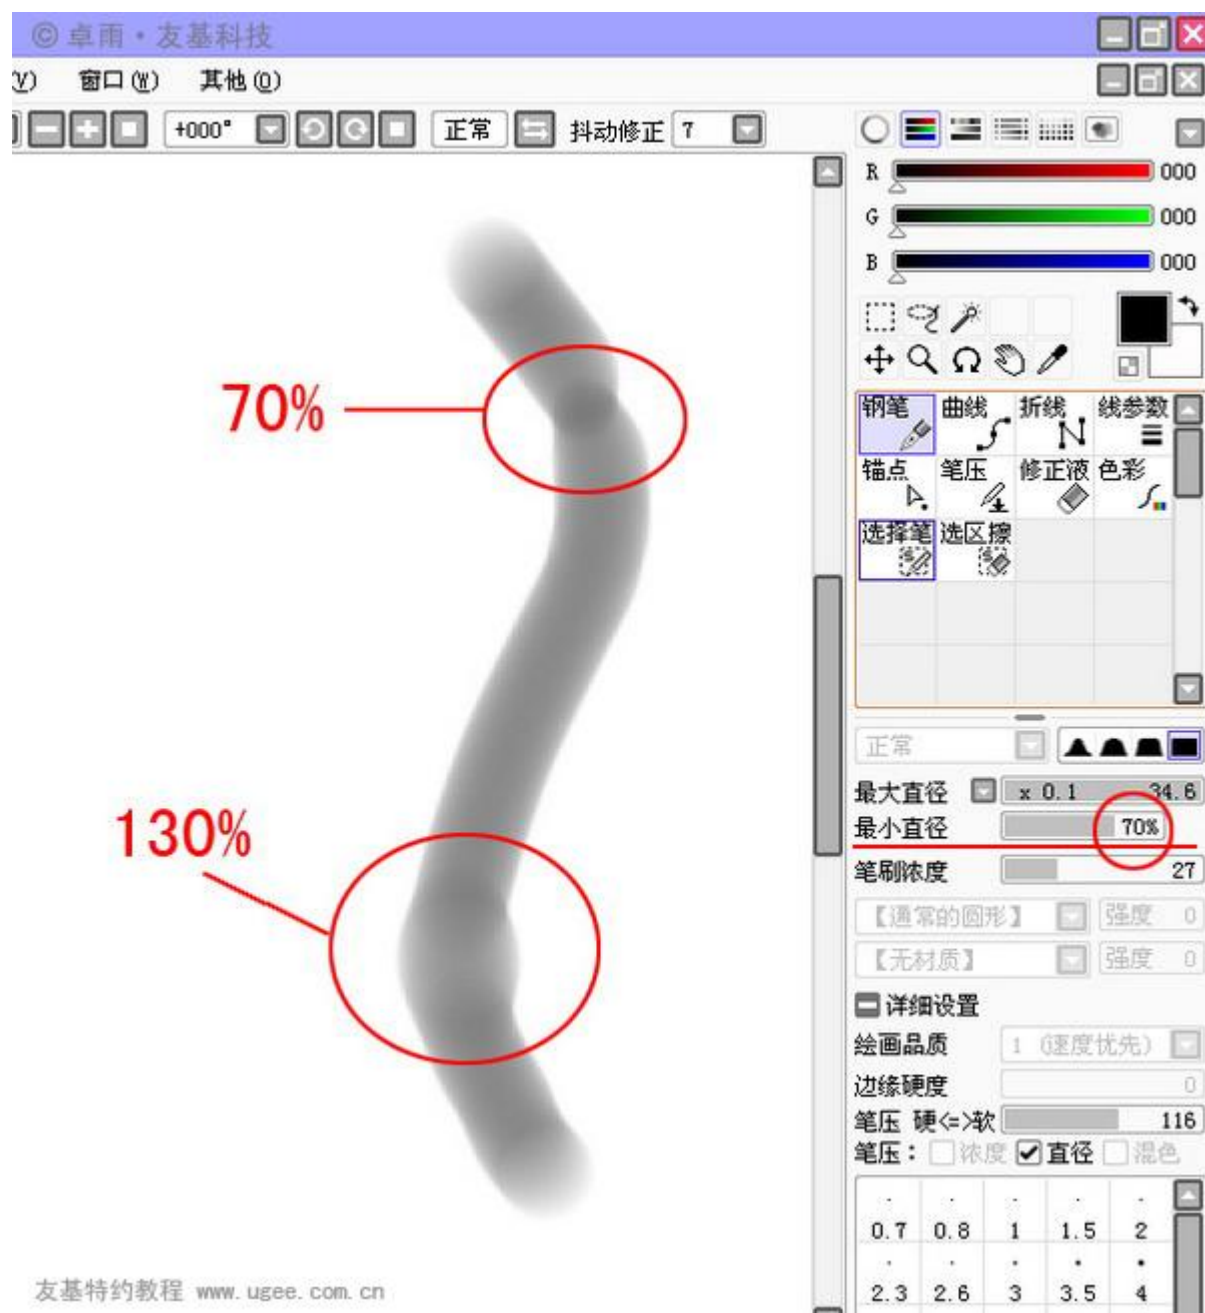 © 卓雨·友基科技
(V) 窗口(W) 其他(O)
+000° 正常 抖动修正 7
R 000
G 000
B 000
70%
钢笔 曲线 折线 线参数
锚点 笔压 修正液 色彩
选择笔 选区擦
正常
130%
最大直径 x 0.1 34.6
最小直径 70%
笔刷浓度 27
【通常的圆形】 强度 0
【无材质】 强度 0
详细设置
绘画品质 1 (速度优先)
边缘硬度 0
笔压 硬<=>软 116
笔压: 浓度 直径 混色
0.7 0.8 1 1.5 2
2.3 2.6 3 3.5 4
友基特约教程 www.ugee.com.cn